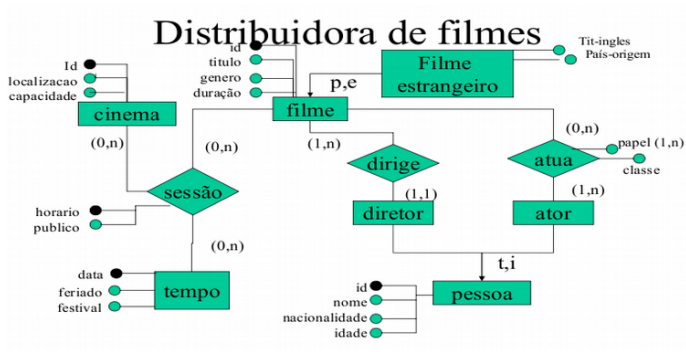 Distribuidora de filmes
Id
localizacao
capacidade
cinema
id
titulo
genero
duração
filme
p,e
Filme
estrangeiro
Tit-ingles
País-origem
(0,n)
(0,n)
(1,n)
(0,n)
papel (1,n)
classe
sessão
dirige
atua
(1,1)
(1,n)
horario
publico
diretor
ator
(0,n)
t,i
data
feriado
festival
tempo
id
nome
nacionalidade
idade
pessoa